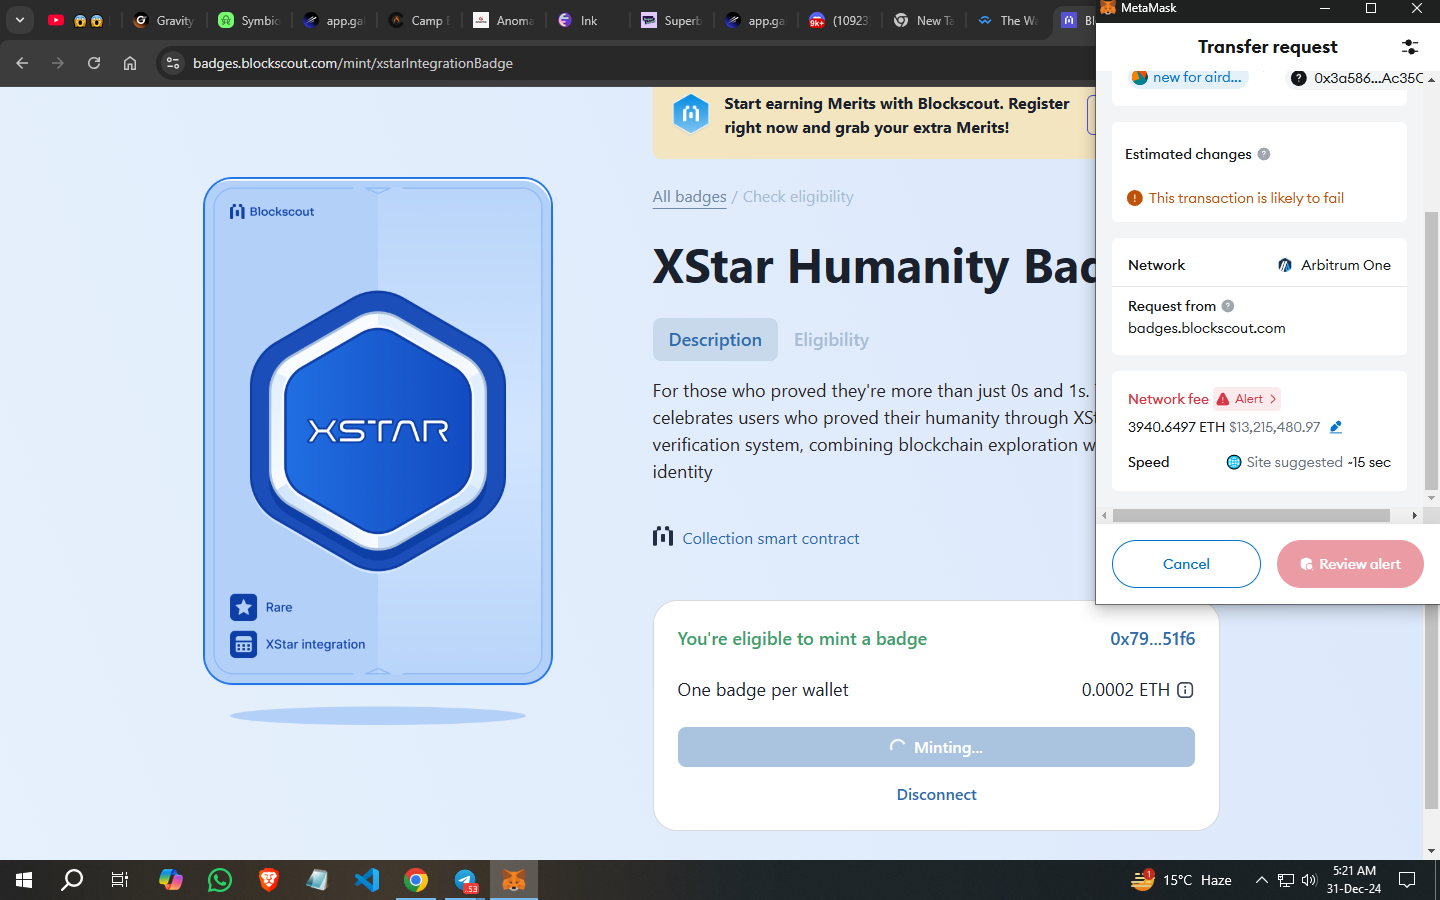 😱😱
Gravity
Symbio
app.ga
Camp
Anoma
Ink
Superb
app.ga
9k+
(10923
New Ta
The Wa
Bl
badges.blockscout.com/mint/xstarIntegrationBadge
Start earning Merits with Blockscout. Register
right now and grab your extra Merits!
Blockscout
XSTAR
Rare
XStar integration
All badges / Check eligibility
XStar Humanity Bad
Description
Eligibility
For those who proved they're more than just 0s and 1s.
celebrates users who proved their humanity through XSt
verification system, combining blockchain exploration w
identity
Collection smart contract
You're eligible to mint a badge
0x79...51f6
One badge per wallet
0.0002 ETH
Minting...
Disconnect
MetaMask
Transfer request
new for aird...
0x3a586...Ac35C
Estimated changes
This transaction is likely to fail
Network
Arbitrum One
Request from
badges.blockscout.com
Network fee
Alert
3940.6497 ETH $13,215,480.97
Speed
Site suggested ~15 sec
Cancel
Review alert
53
1
15°C Haze
5:21 AM
31-Dec-24